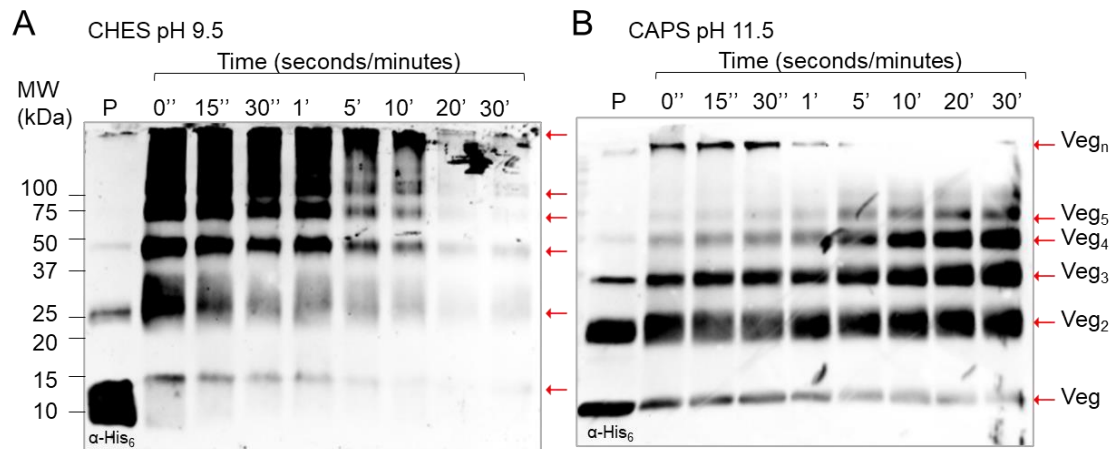 A CHES pH 9.5
Time (seconds/minutes)
MW
(kDa)
P 0'' 15'' 30'' 1' 5' 10' 20' 30'
100
75
50
37
25
20
15
10
α-His6
B CAPS pH 11.5
Time (seconds/minutes)
P 0'' 15'' 30'' 1' 5' 10' 20' 30'
Vegn
Veg5
Veg4
Veg3
Veg2
Veg
α-His6